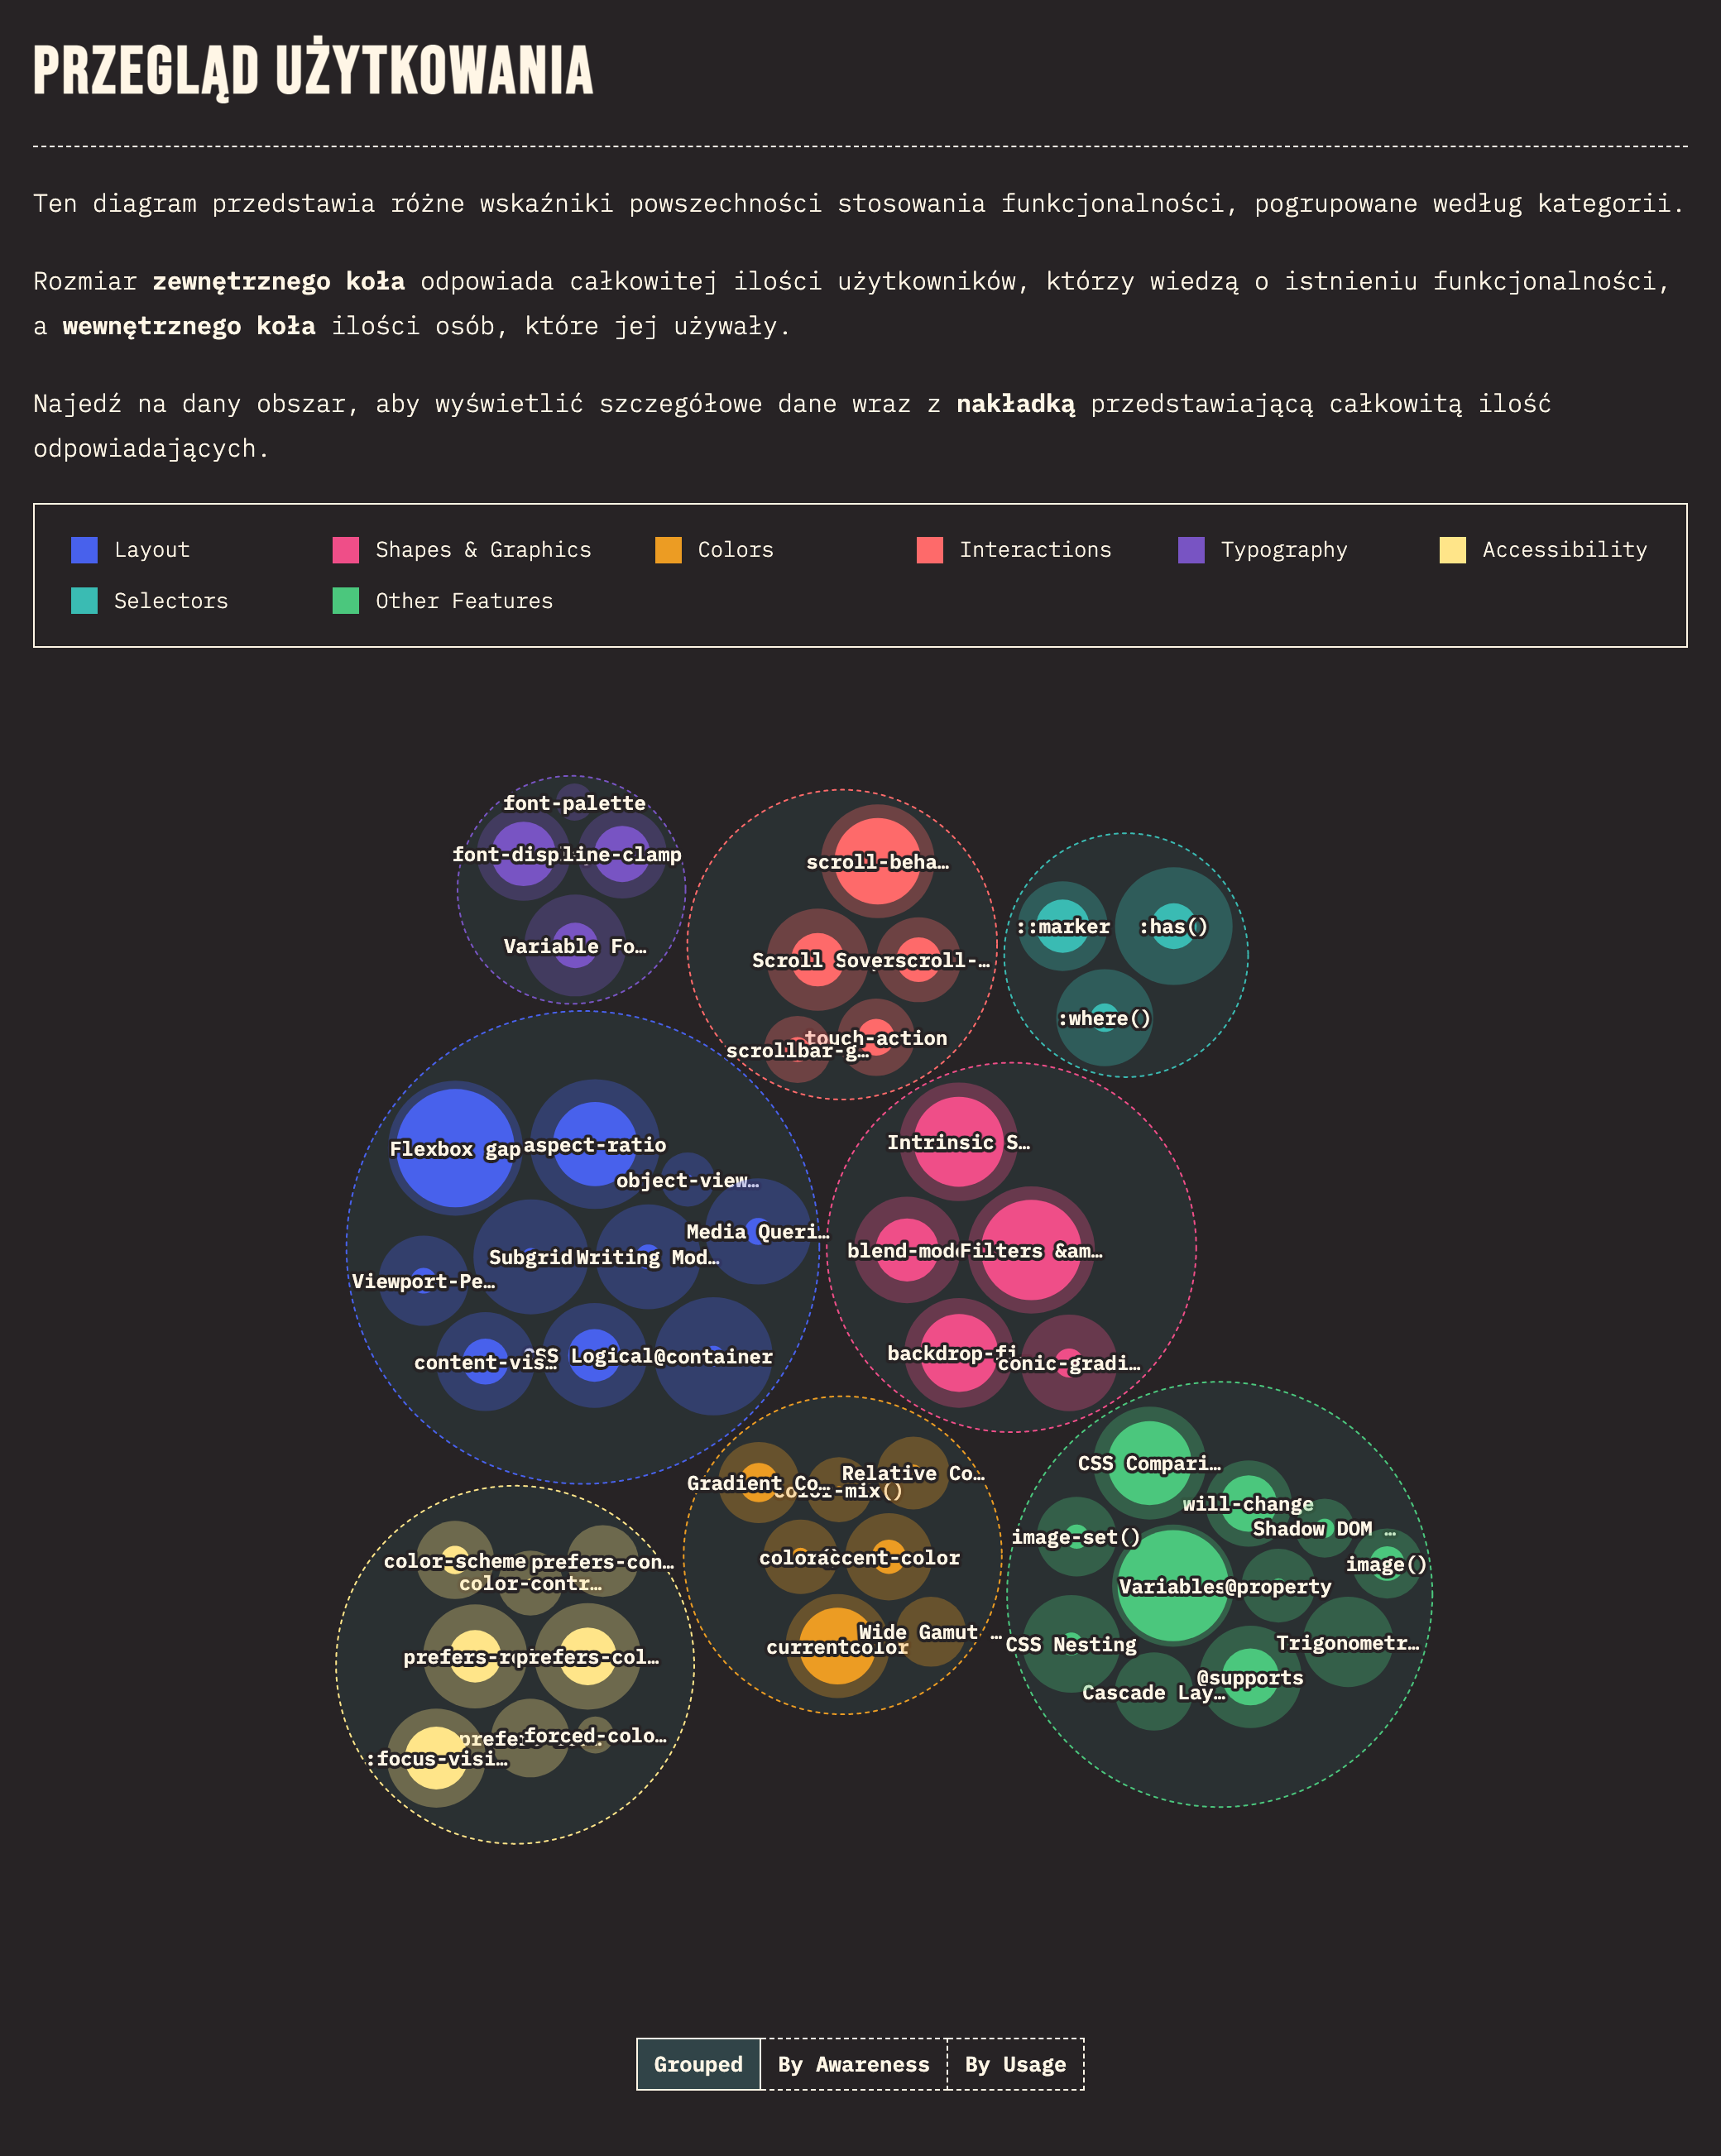 PRZEGLĄD UŻYTKOWANIA
Ten diagram przedstawia różne wskaźniki powszechności stosowania funkcjonalności, pogrupowane według kategorii.
Rozmiar zewnętrznego koła odpowiada całkowitej ilości użytkowników, którzy wiedzą o istnieniu funkcjonalności,
a wewnętrznego koła ilości osób, które jej używały.
Najedź na dany obszar, aby wyświetlić szczegółowe dane wraz z nakładką przedstawiającą całkowitą ilość
odpowiadających.
Layout
Shapes & Graphics
Colors
Interactions
Typography
Accessibility
Selectors
Other Features
font-palette
font-disp
line-clamp
Variable Fo…
scroll-beha…
Scroll S
overscroll-…
touch-action
scrollbar-g…
::marker
:has()
:where()
Flexbox gap
aspect-ratio
object-view…
Media Queri…
Subgrid
Writing Mod…
Viewport-Pe…
content-vis…
CSS Logical
@container
Intrinsic S…
blend-mod
Filters &am…
backdrop-fi
conic-gradi…
Gradient Co…
color-mix()
Relative Co…
color
accent-color
currentcolor
Wide Gamut …
CSS Compari…
will-change
Shadow DOM …
image-set()
image()
Variables
@property
CSS Nesting
Trigonometr…
@supports
Cascade Lay…
color-scheme
prefers-con…
color-contr…
prefers-r
prefers-col…
prefer
forced-colo…
:focus-visi…
Grouped
By Awareness
By Usage